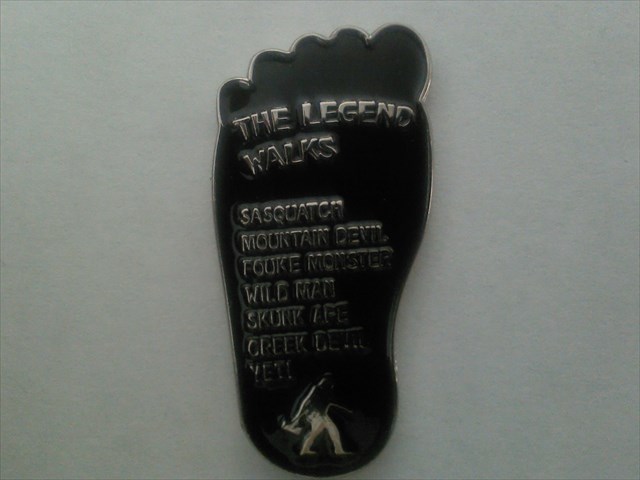 THE LEGEND
WALKS
SASQUATCH
MOUNTAIN DEVIL
FOUKE MONSTER
WILD MAN
SKUNK APE
CREEK DEVIL
YETI